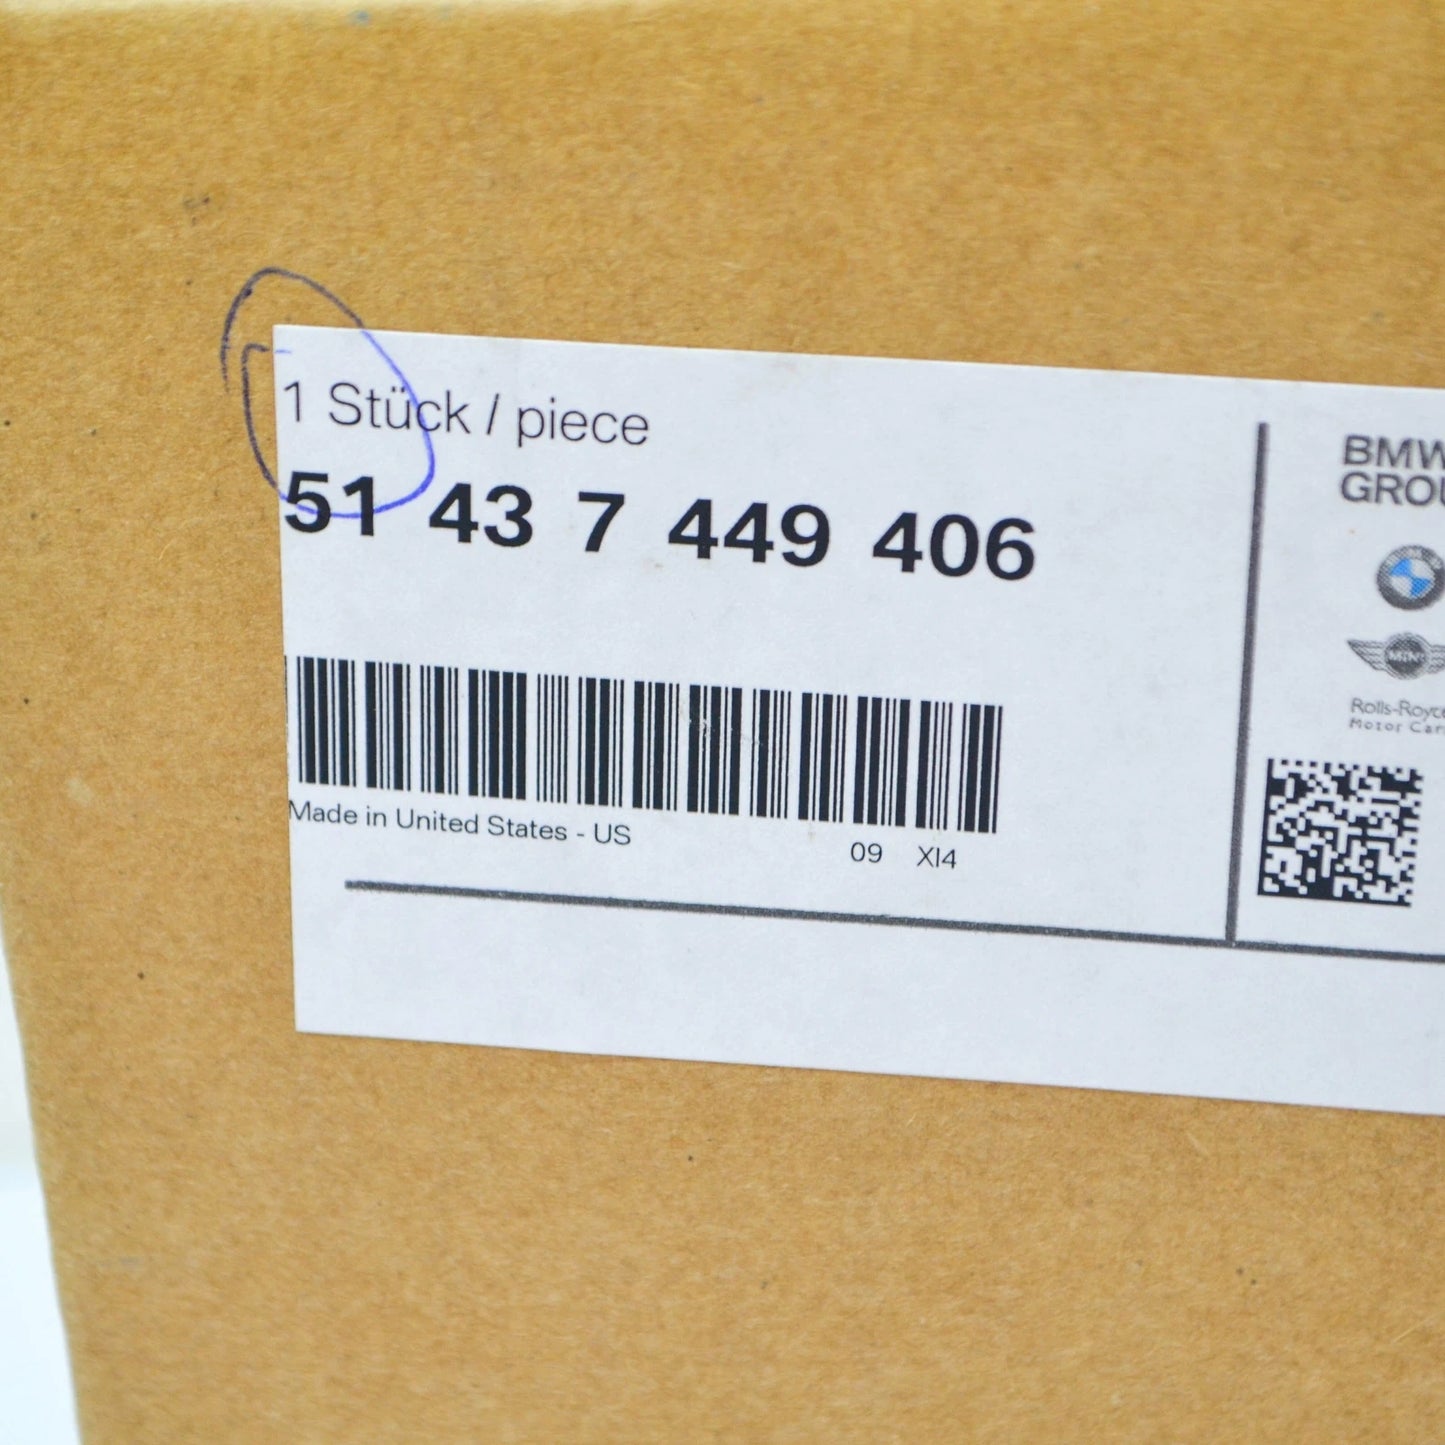 1 Stück / piece
51 43 7 449 406
Made in United States - US
09 XI4
BMW
GROU
MINI
Rolls-Royce
Motor Car